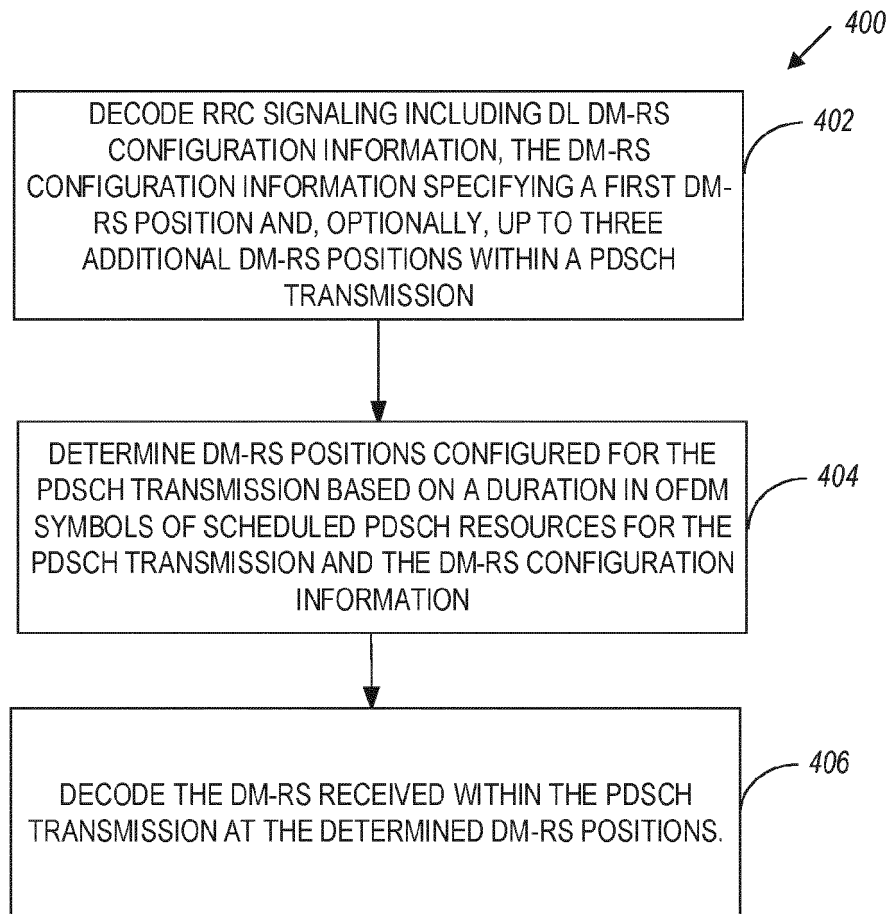 400
DECODE RRC SIGNALING INCLUDING DL DM-RS
CONFIGURATION INFORMATION, THE DM-RS
CONFIGURATION INFORMATION SPECIFYING A FIRST DM-
RS POSITION AND, OPTIONALLY, UP TO THREE
ADDITIONAL DM-RS POSITIONS WITHIN A PDSCH
TRANSMISSION
402
DETERMINE DM-RS POSITIONS CONFIGURED FOR THE
PDSCH TRANSMISSION BASED ON A DURATION IN OFDM
SYMBOLS OF SCHEDULED PDSCH RESOURCES FOR THE
PDSCH TRANSMISSION AND THE DM-RS CONFIGURATION
INFORMATION
404
DECODE THE DM-RS RECEIVED WITHIN THE PDSCH
TRANSMISSION AT THE DETERMINED DM-RS POSITIONS.
406